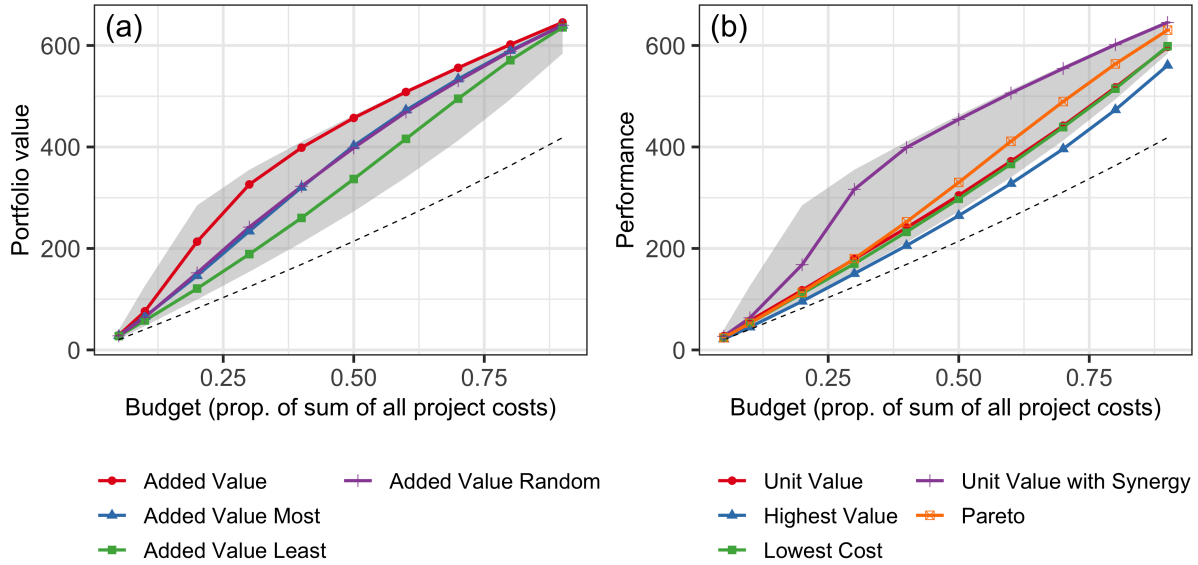 (a)
Portfolio value
600
400
200
0
0.25 0.50 0.75
Budget (prop. of sum of all project costs)
Added Value
Added Value Random
Added Value Most
Added Value Least
(b)
Performance
600
400
200
0
0.25 0.50 0.75
Budget (prop. of sum of all project costs)
Unit Value
Unit Value with Synergy
Highest Value
Pareto
Lowest Cost